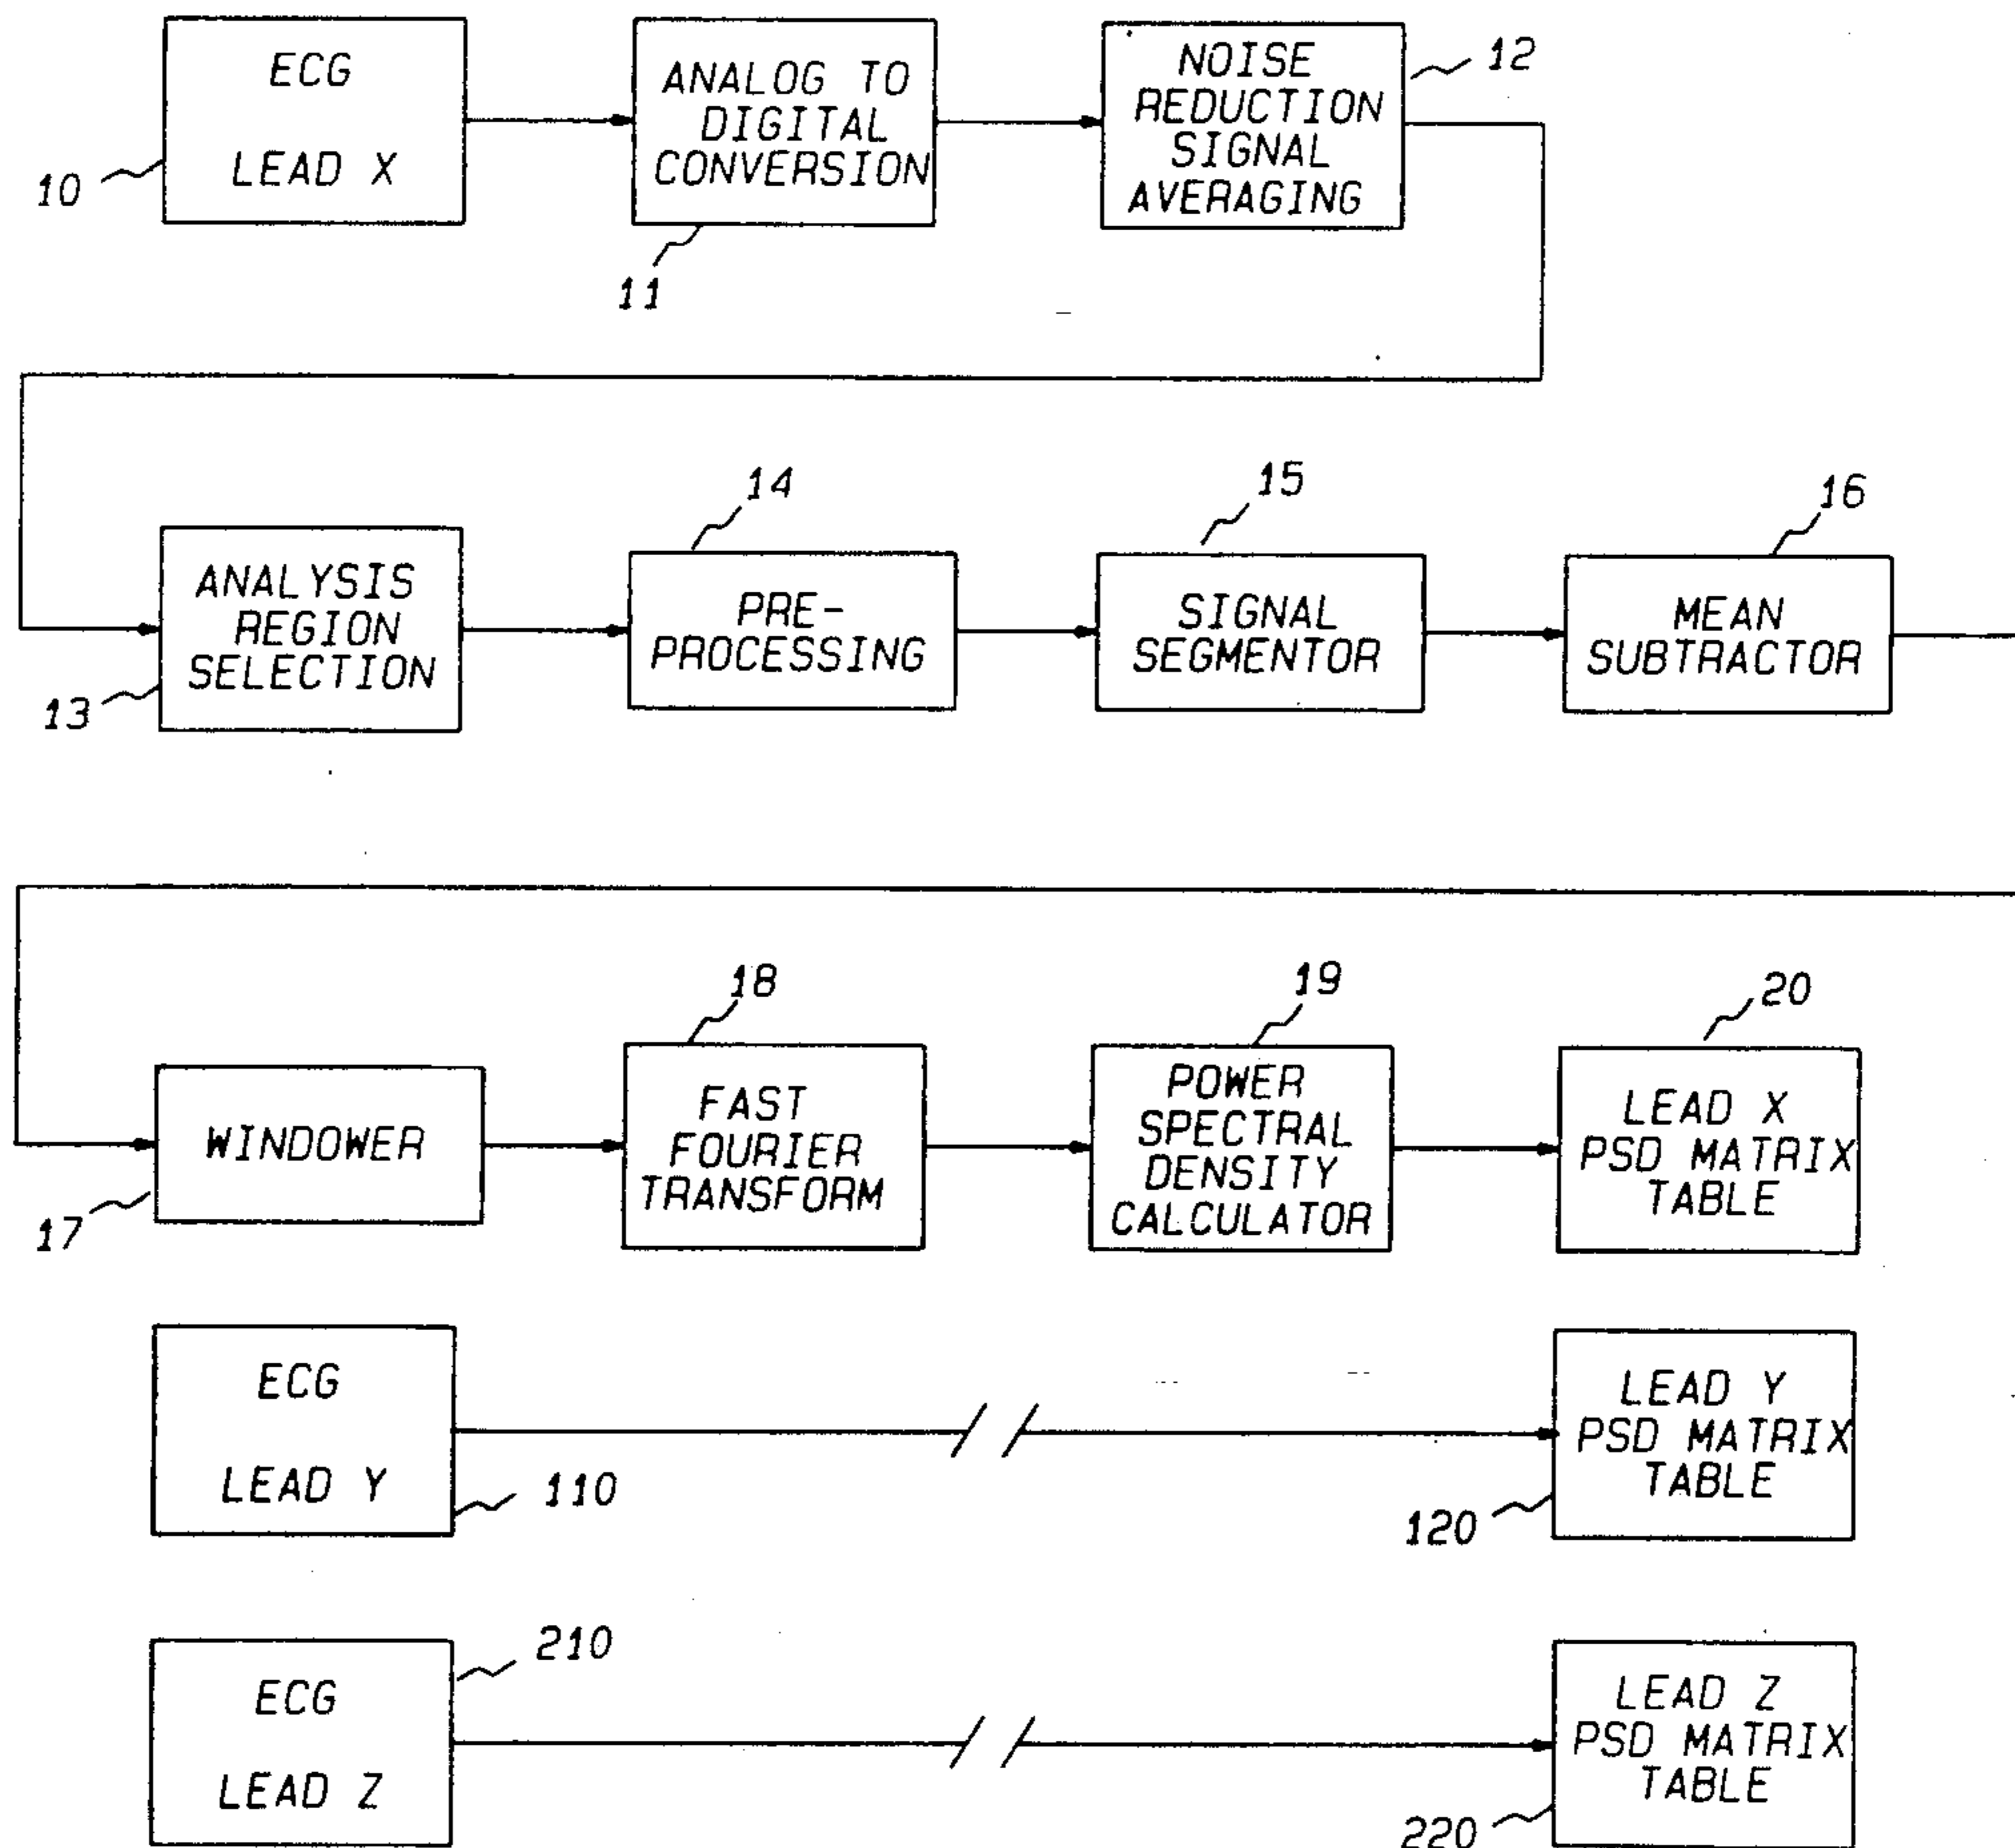 ECG
LEAD X
10
ANALOG TO
DIGITAL
CONVERSION
11
NOISE
REDUCTION
SIGNAL
AVERAGING
12
ANALYSIS
REGION
SELECTION
13
14
PRE-
PROCESSING
15
SIGNAL
SEGMENTOR
16
MEAN
SUBTRACTOR
WINDOWER
17
18
FAST
FOURIER
TRANSFORM
19
POWER
SPECTRAL
DENSITY
CALCULATOR
20
LEAD X
PSD MATRIX
TABLE
ECG
LEAD Y
110
LEAD Y
PSD MATRIX
TABLE
120
ECG
LEAD Z
210
LEAD Z
PSD MATRIX
TABLE
220